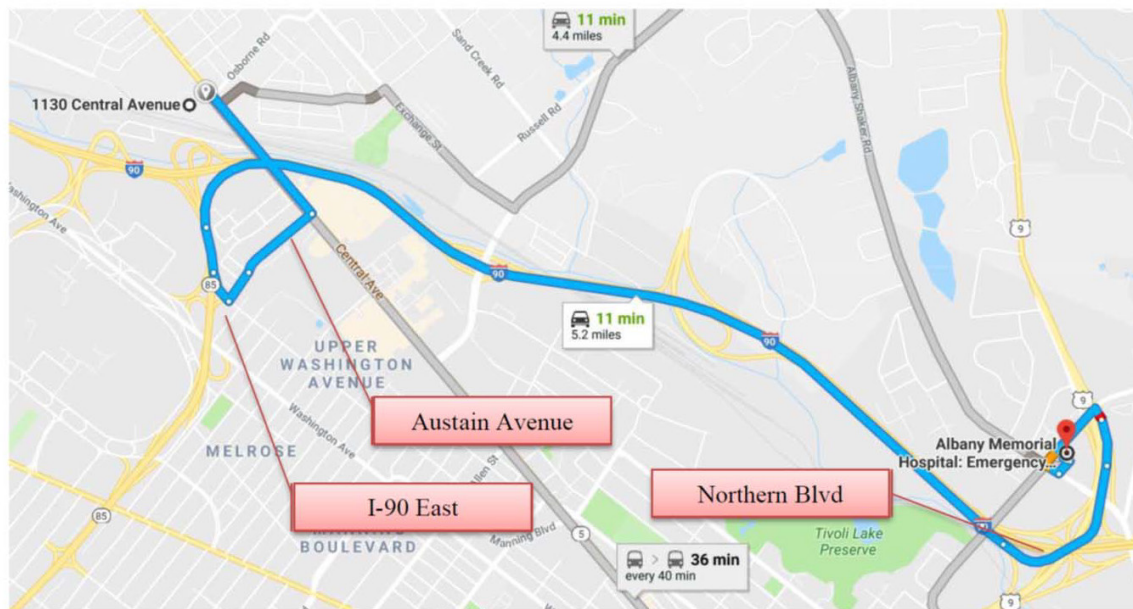 11 min
4.4 miles
Osborne Rd
Sand Creek Rd
1130 Central Avenue
Russell Rd
Exchange St
Albany Shaker Rd
90
Washington Ave
9
85
Central Ave
90
11 min
5.2 miles
90
UPPER
WASHINGTON
AVENUE
9
Austain Avenue
Washington Ave
Albany Memorial
Hospital: Emergency...
MELROSE
Allen St
I-90 East
Northern Blvd
85
BOULEVARD
Manning Blvd
5
Tivoli Lake
Preserve
36 min
every 40 min
9
9